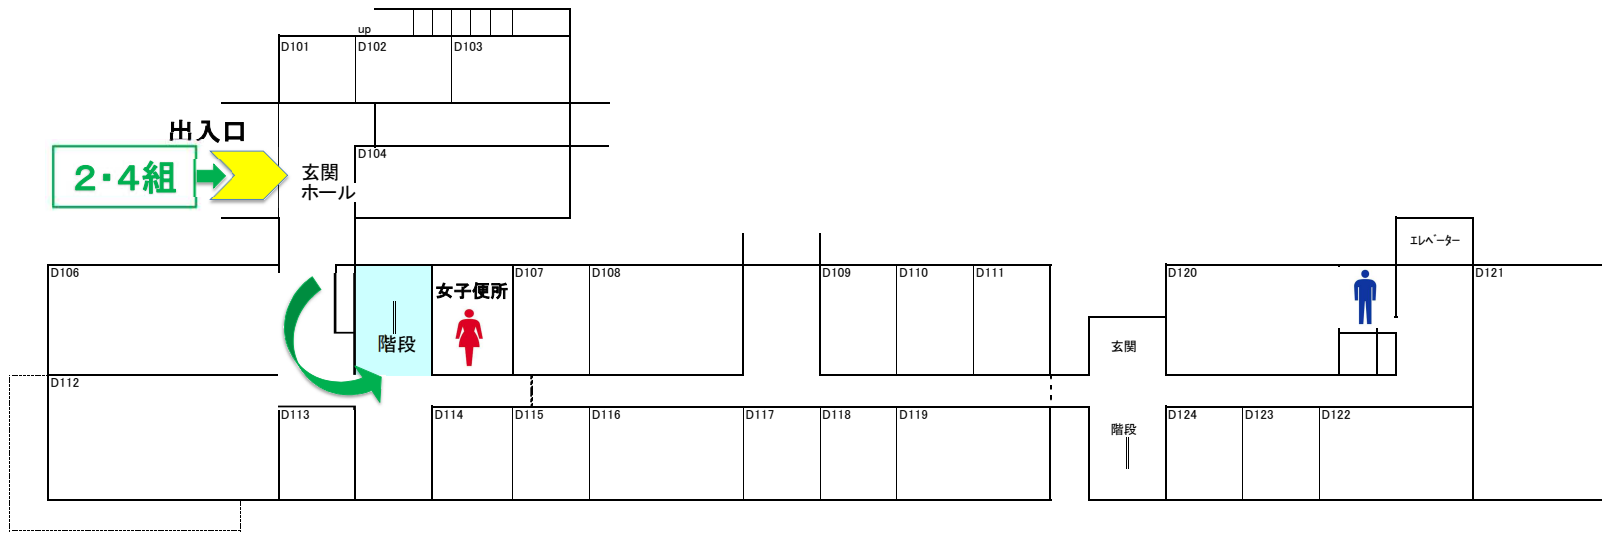 up
D101
D102
D103
出入口
2・4組
玄関
ホール
D104
エレベーター
D106
女子便所
D107
D108
D109
D110
D111
D120
D121
階段
玄関
D112
D113
D114
D115
D116
D117
D118
D119
階段
D124
D123
D122